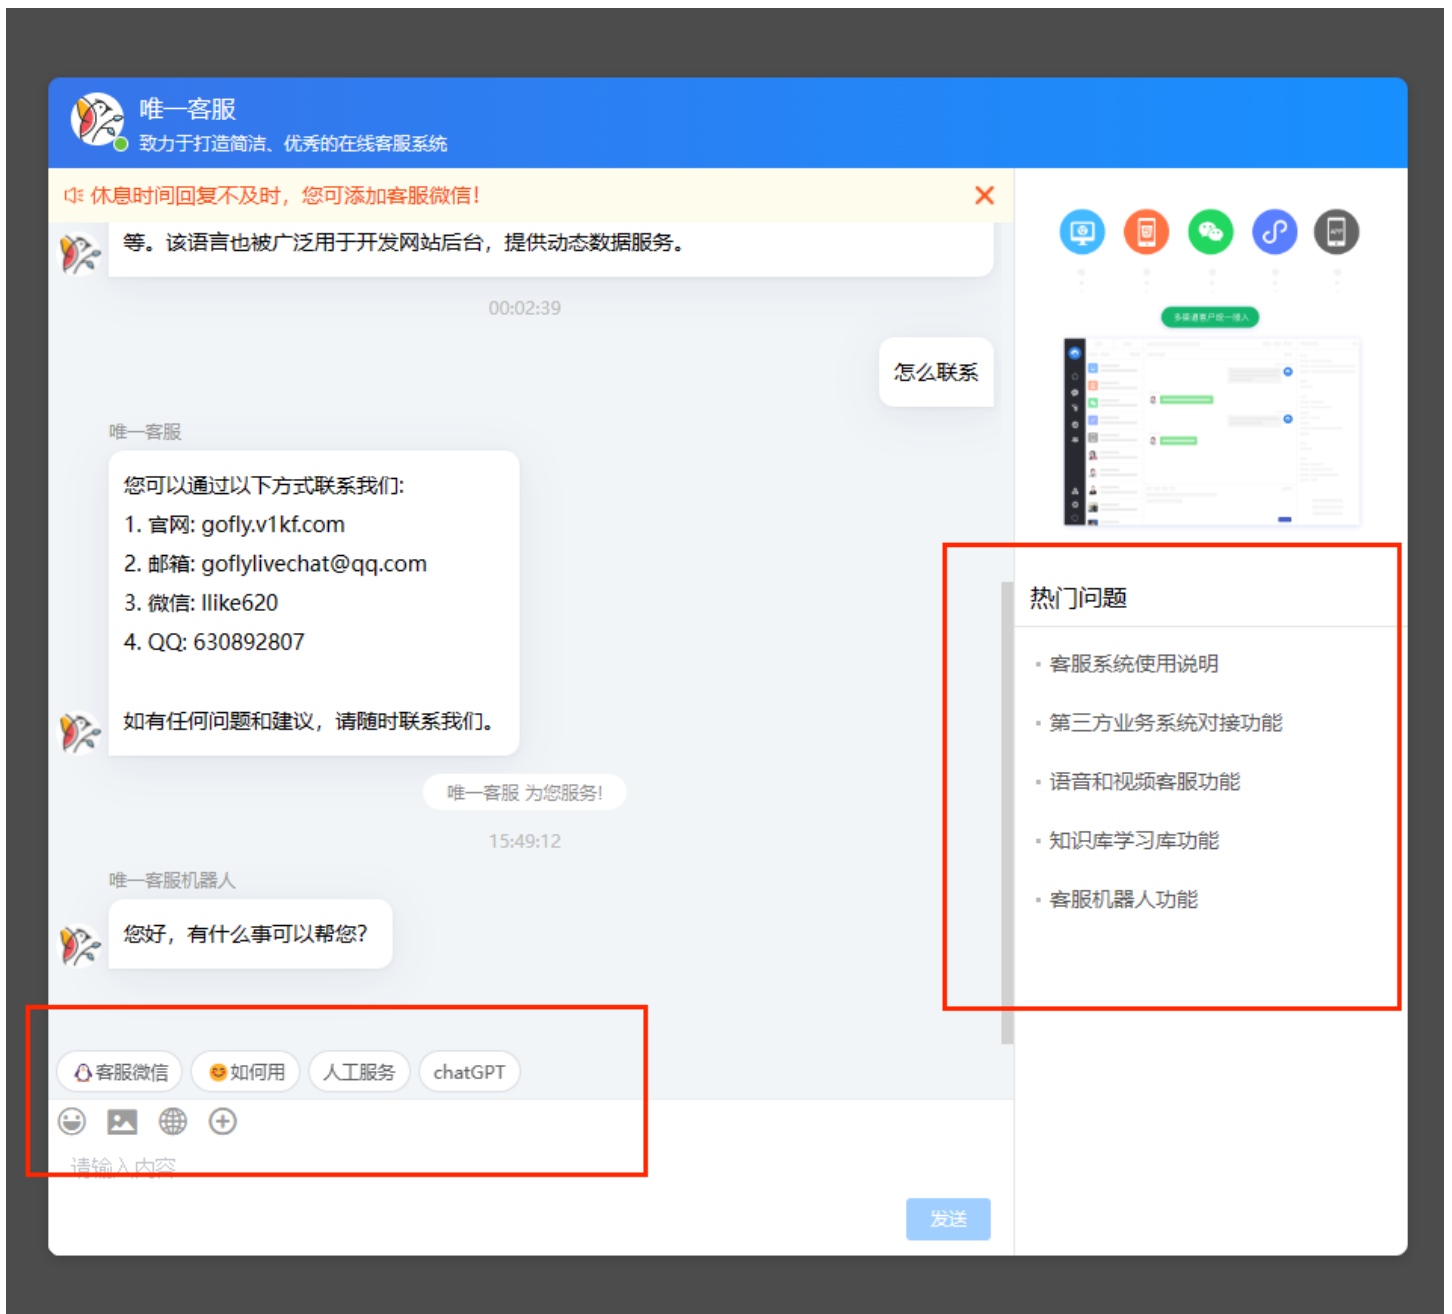 唯一客服
致力于打造简洁、优秀的在线客服系统
休息时间回复不及时，您可添加客服微信！
等。该语言也被广泛用于开发网站后台，提供动态数据服务。
00:02:39
怎么联系
唯一客服
您可以通过以下方式联系我们:
1. 官网: gofly.v1kf.com
2. 邮箱: goflylivechat@qq.com
3. 微信: llike620
4. QQ: 630892807
如有任何问题和建议，请随时联系我们。
唯一客服 为您服务!
15:49:12
唯一客服机器人
您好，有什么事可以帮您？
客服微信
如何用
人工服务
chatGPT
请输入内容
发送
APP
多渠道客户统一接入
热门问题
客服系统使用说明
第三方业务系统对接功能
语音和视频客服功能
知识库学习库功能
客服机器人功能